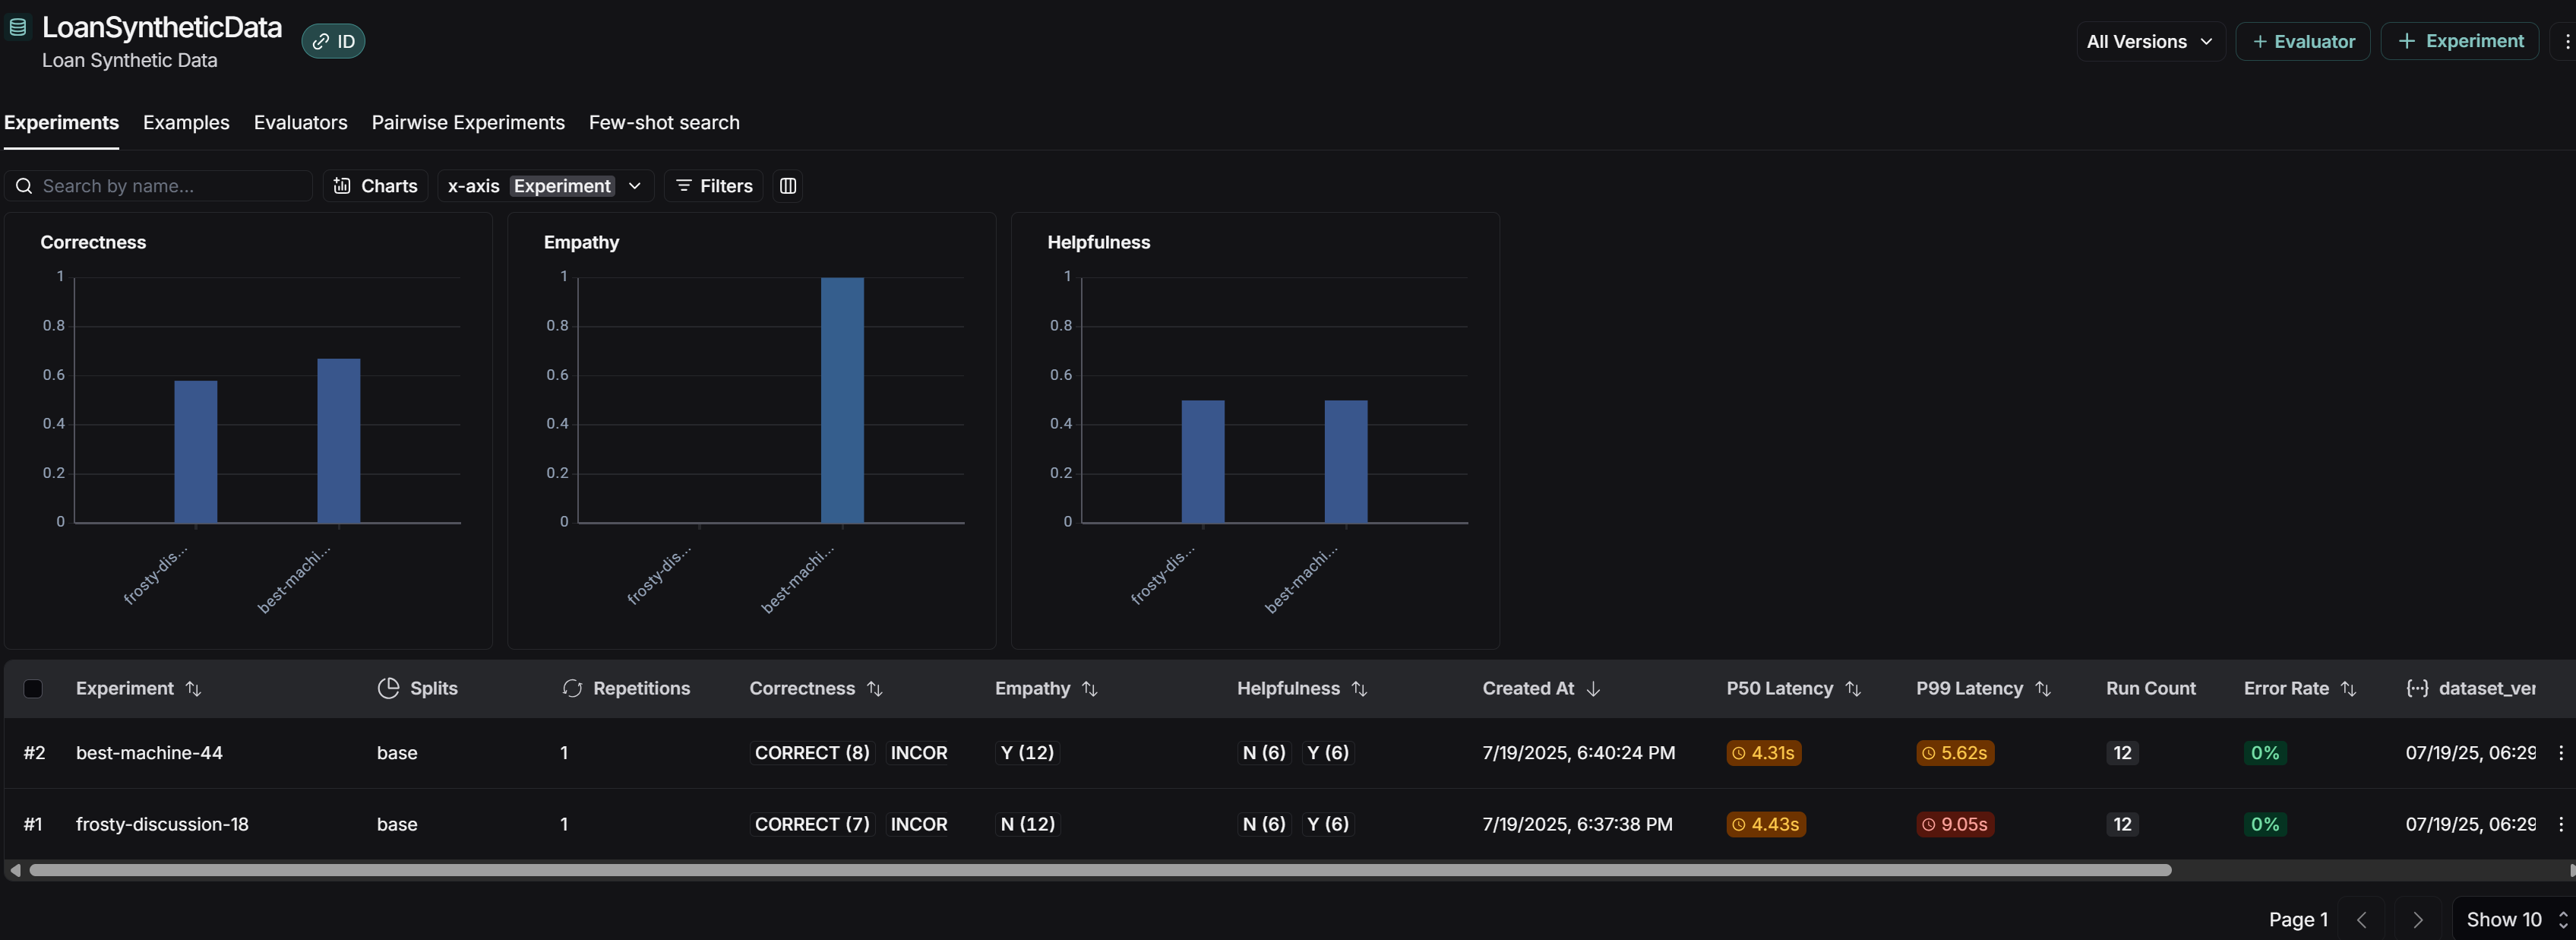 LoanSyntheticData
Loan Synthetic Data
ID
All Versions
+ Evaluator
+ Experiment
Experiments Examples Evaluators Pairwise Experiments Few-shot search
Search by name...
Charts
x-axis Experiment
Filters
Correctness
1
0.8
0.6
0.4
0.2
0
frosty-dis...
best-machi...
Empathy
1
0.8
0.6
0.4
0.2
0
frosty-dis...
best-machi...
Helpfulness
1
0.8
0.6
0.4
0.2
0
frosty-dis...
best-machi...
Experiment Splits Repetitions Correctness Empathy Helpfulness Created At P50 Latency P99 Latency Run Count Error Rate {...} dataset_ver
#2 best-machine-44 base 1 CORRECT (8) INCOR Y (12) N (6) Y (6) 7/19/2025, 6:40:24 PM 4.31s 5.62s 12 0% 07/19/25, 06:29
#1 frosty-discussion-18 base 1 CORRECT (7) INCOR N (12) N (6) Y (6) 7/19/2025, 6:37:38 PM 4.43s 9.05s 12 0% 07/19/25, 06:29
Page 1
Show 10